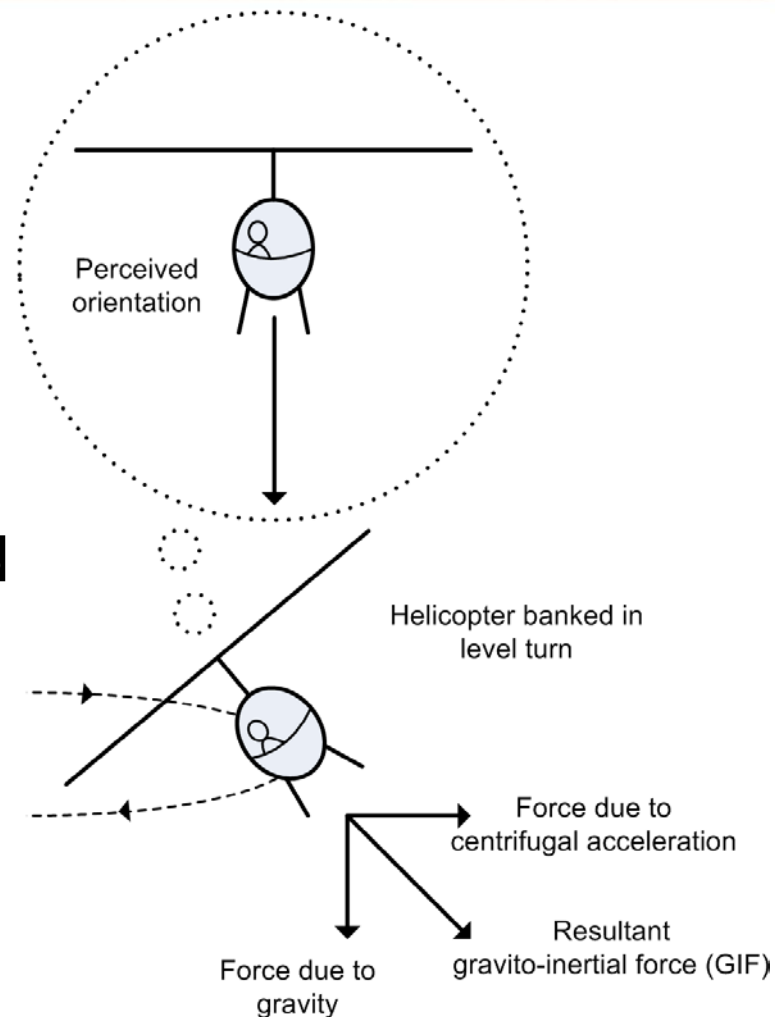 Perceived
orientation
Helicopter banked in
level turn
Force due to
centrifugal acceleration
Resultant
gravito-inertial force (GIF)
Force due to
gravity